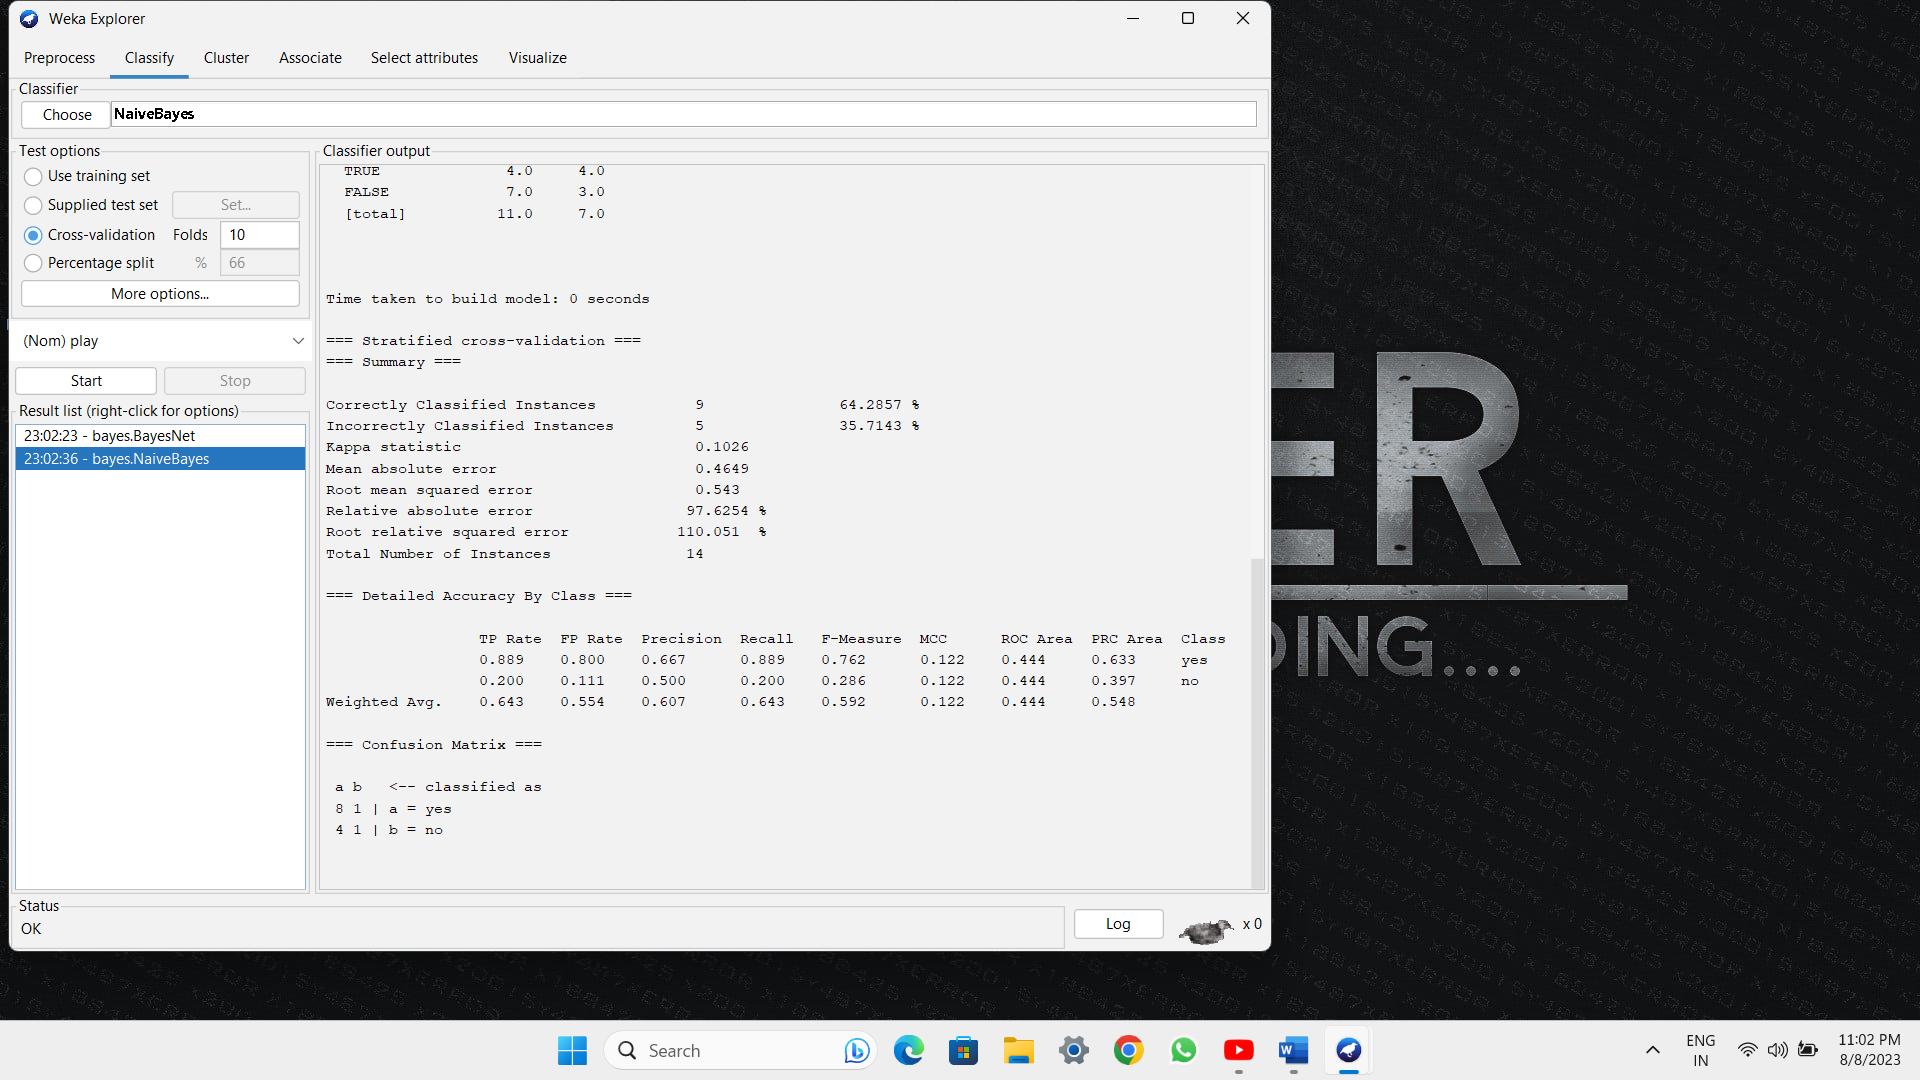 Weka Explorer
Preprocess Classify Cluster Associate Select attributes Visualize
Classifier
Choose NaiveBayes
Test options
Use training set
Supplied test set Set...
Cross-validation Folds 10
Percentage split % 66
More options...
(Nom) play
Start Stop
Result list (right-click for options)
23:02:23 - bayes.BayesNet
23:02:36 - bayes.NaiveBayes
Classifier output
TRUE 4.0 4.0
FALSE 7.0 3.0
[total] 11.0 7.0
Time taken to build model: 0 seconds
=== Stratified cross-validation ===
=== Summary ===
Correctly Classified Instances 9 64.2857 %
Incorrectly Classified Instances 5 35.7143 %
Kappa statistic 0.1026
Mean absolute error 0.4649
Root mean squared error 0.543
Relative absolute error 97.6254 %
Root relative squared error 110.051 %
Total Number of Instances 14
=== Detailed Accuracy By Class ===
TP Rate FP Rate Precision Recall F-Measure MCC ROC Area PRC Area Class
0.889 0.800 0.667 0.889 0.762 0.122 0.444 0.633 yes
0.200 0.111 0.500 0.200 0.286 0.122 0.444 0.397 no
Weighted Avg. 0.643 0.554 0.607 0.643 0.592 0.122 0.444 0.548
=== Confusion Matrix ===
a b <-- classified as
8 1 | a = yes
4 1 | b = no
Status
OK
Log x 0
ER
DING....
Search
ENG
IN
11:02 PM
8/8/2023